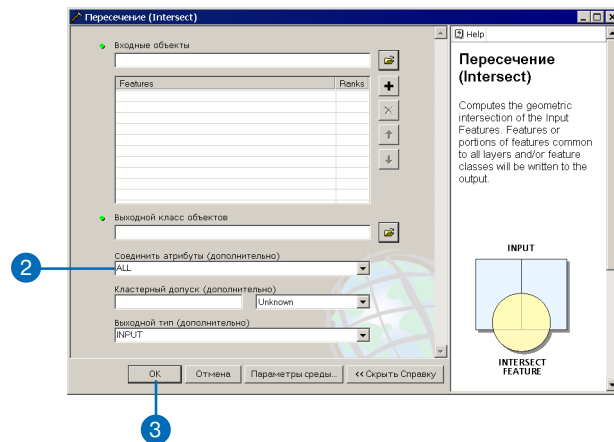 Пересечение (Intersect)
Входные объекты
Features Ranks
Выходной класс объектов
Соединить атрибуты (дополнительно)
ALL
Кластерный допуск (дополнительно)
Unknown
Выходной тип (дополнительно)
INPUT
OK Отмена Параметры среды... << Скрыть Справку
Help
Пересечение
(Intersect)
Computes the geometric
intersection of the Input
Features. Features or
portions of features common
to all layers and/or feature
classes will be written to the
output.
INPUT
INTERSECT
FEATURE
2
3